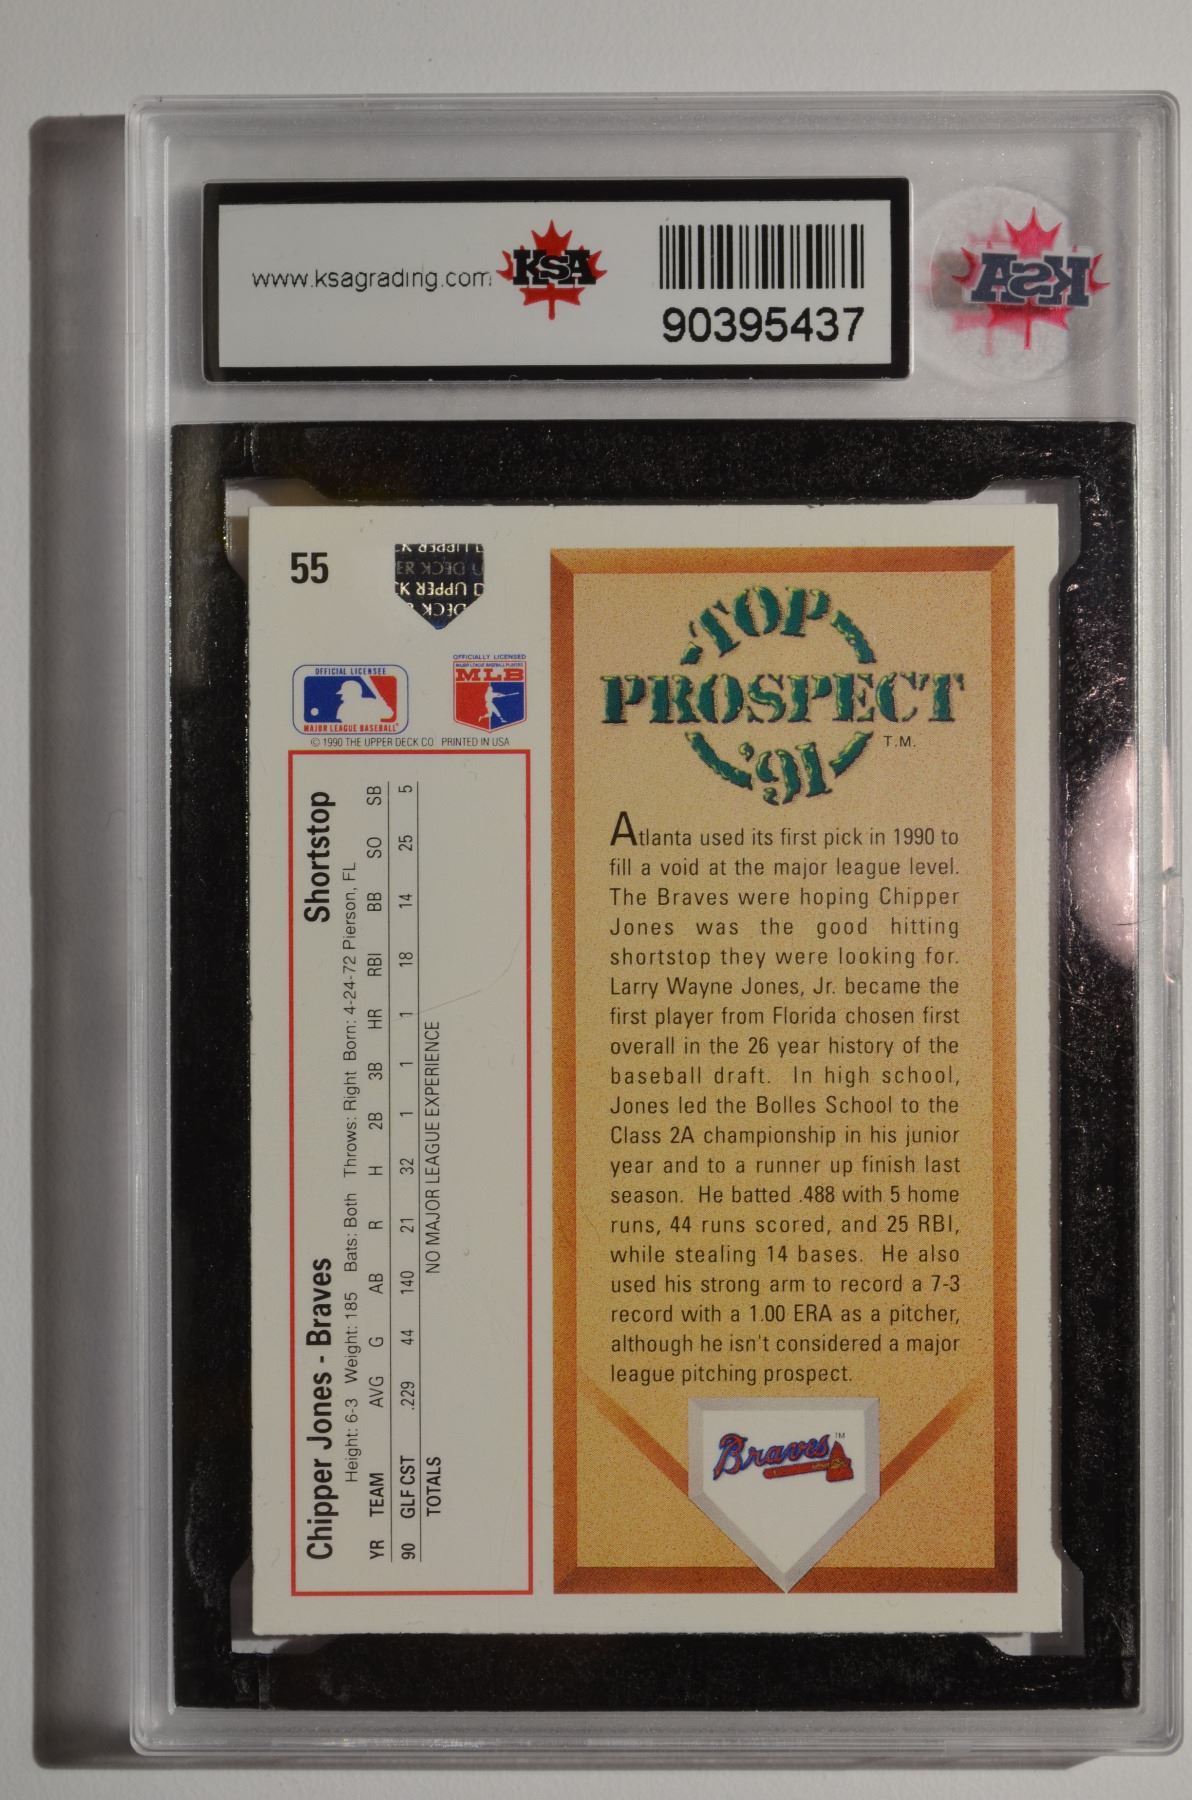 www.ksagrading.com
KSA
90395437
KSA
55
UPPER DECK
OFFICIAL LICENSEE
MAJOR LEAGUE BASEBALL
OFFICIALLY LICENSED
MAJOR LEAGUE BASEBALL PLAYERS
MLB
© 1990 THE UPPER DECK CO PRINTED IN USA
Chipper Jones - Braves Shortstop
Height: 6-3 Weight: 185 Bats: Both Throws: Right Born: 4-24-72 Pierson, FL
YR TEAM AVG G AB R H 2B 3B HR RBI BB SO SB
90 GLF CST .229 44 140 21 32 1 1 1 18 14 25 5
TOTALS NO MAJOR LEAGUE EXPERIENCE
TOP
PROSPECT
'91
T.M.
Atlanta used its first pick in 1990 to
fill a void at the major league level.
The Braves were hoping Chipper
Jones was the good hitting
shortstop they were looking for.
Larry Wayne Jones, Jr. became the
first player from Florida chosen first
overall in the 26 year history of the
baseball draft. In high school,
Jones led the Bolles School to the
Class 2A championship in his junior
year and to a runner up finish last
season. He batted .488 with 5 home
runs, 44 runs scored, and 25 RBI,
while stealing 14 bases. He also
used his strong arm to record a 7-3
record with a 1.00 ERA as a pitcher,
although he isn't considered a major
league pitching prospect.
Braves TM